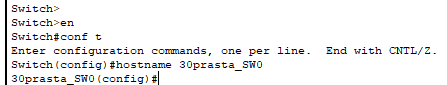 Switch>
Switch>en
Switch#conf t
Enter configuration commands, one per line.  End with CNTL/Z.
Switch(config)#hostname 30prasta_SW0
30prasta_SW0(config)#